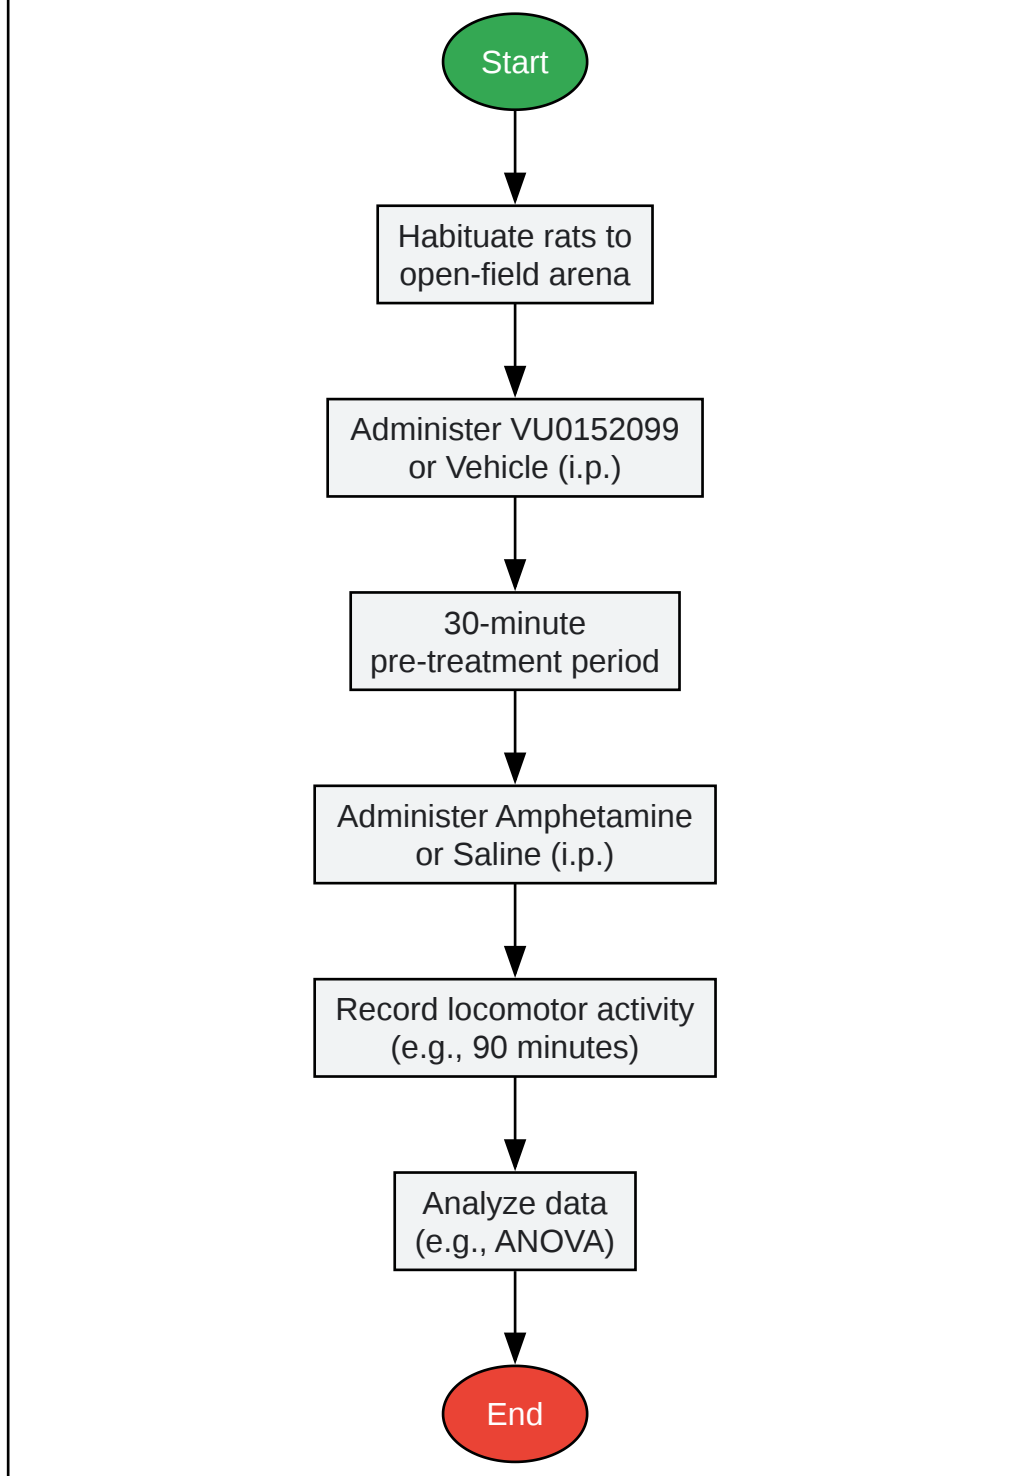 Start
Habituate rats to
open-field arena
Administer VU0152099
or Vehicle (i.p.)
30-minute
pre-treatment period
Administer Amphetamine
or Saline (i.p.)
Record locomotor activity
(e.g., 90 minutes)
Analyze data
(e.g., ANOVA)
End